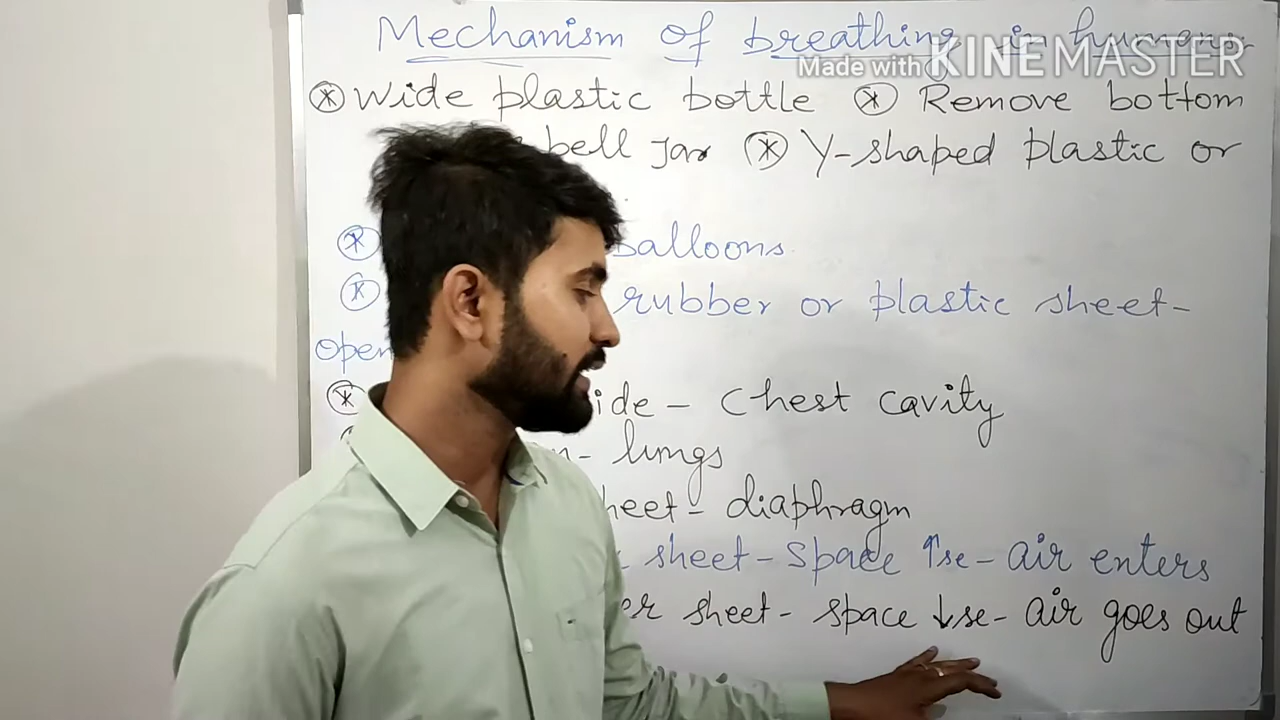 Mechanism of breathing in humans
Made with KINEMASTER
* Wide plastic bottle * Remove bottom
bell Jar * Y-shaped plastic or
* balloons
* rubber or plastic sheet-
open
* ide - Chest cavity
n- lungs
heet- diaphragm
sheet- space ↑se- air enters
er sheet- space ↓se- air goes out